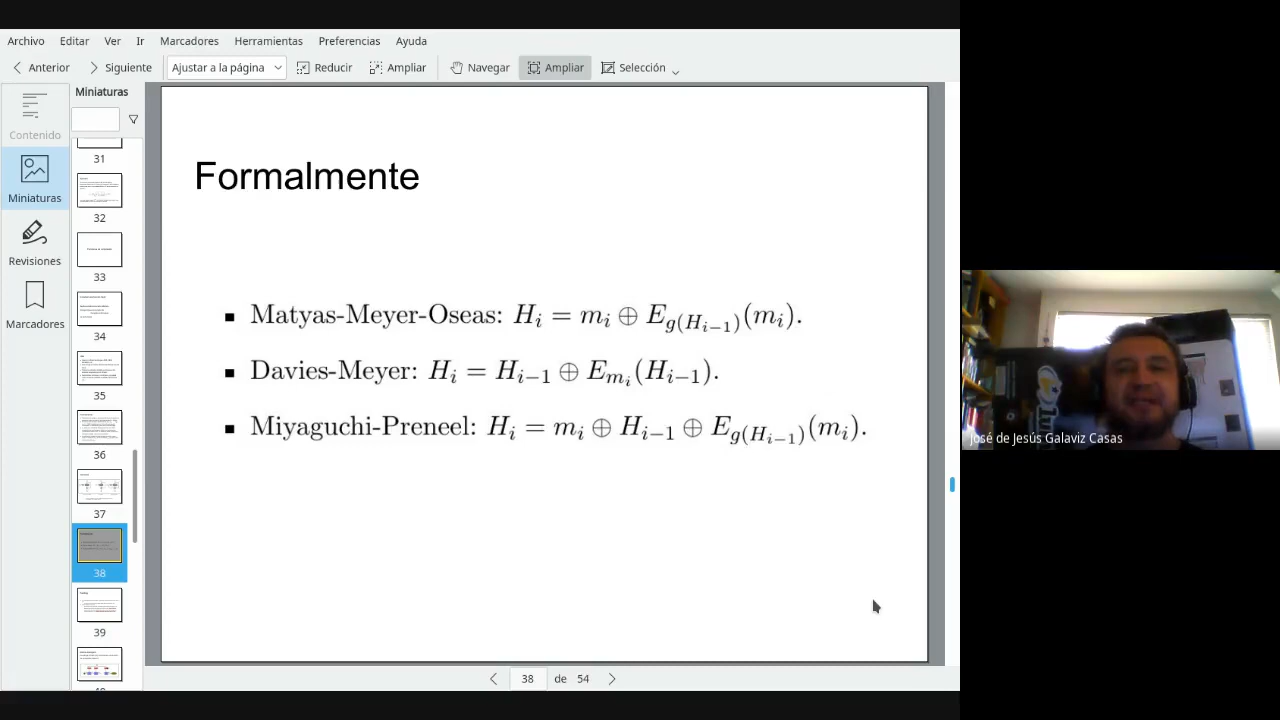 Archivo Editar Ver Ir Marcadores Herramientas Preferencias Ayuda
Anterior Siguiente Ajustar a la página Reducir Ampliar Navegar Ampliar Selección
Contenido
Miniaturas
Revisiones
Marcadores
Miniaturas
31
32
33
34
35
36
37
38
39
Formalmente
▪ Matyas-Meyer-Oseas: H_i = m_i ⊕ E_{g(H_{i−1})}(m_i).
▪ Davies-Meyer: H_i = H_{i−1} ⊕ E_{m_i}(H_{i−1}).
▪ Miyaguchi-Preneel: H_i = m_i ⊕ H_{i−1} ⊕ E_{g(H_{i−1})}(m_i).
38 de 54
José de Jesús Galaviz Casas